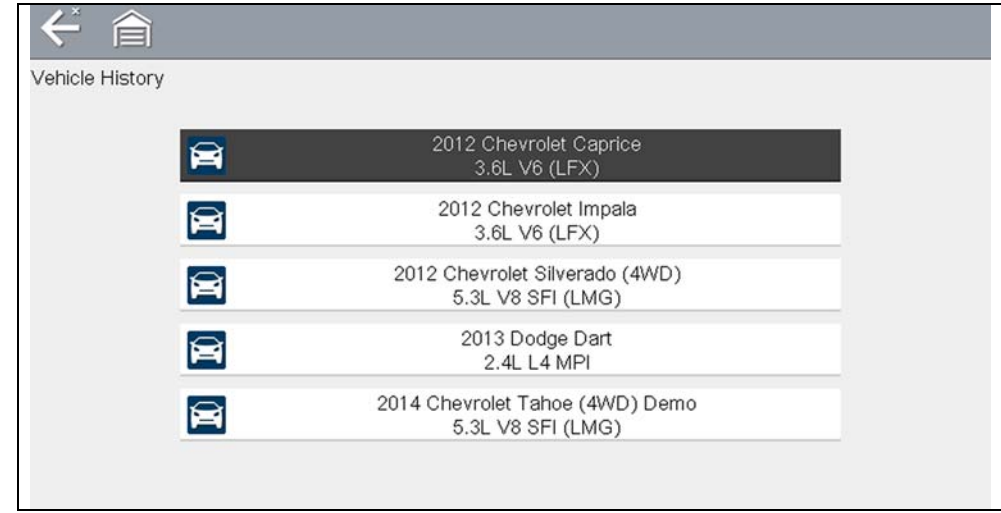 Vehicle History
2012 Chevrolet Caprice
3.6L V6 (LFX)
2012 Chevrolet Impala
3.6L V6 (LFX)
2012 Chevrolet Silverado (4WD)
5.3L V8 SFI (LMG)
2013 Dodge Dart
2.4L L4 MPI
2014 Chevrolet Tahoe (4WD) Demo
5.3L V8 SFI (LMG)